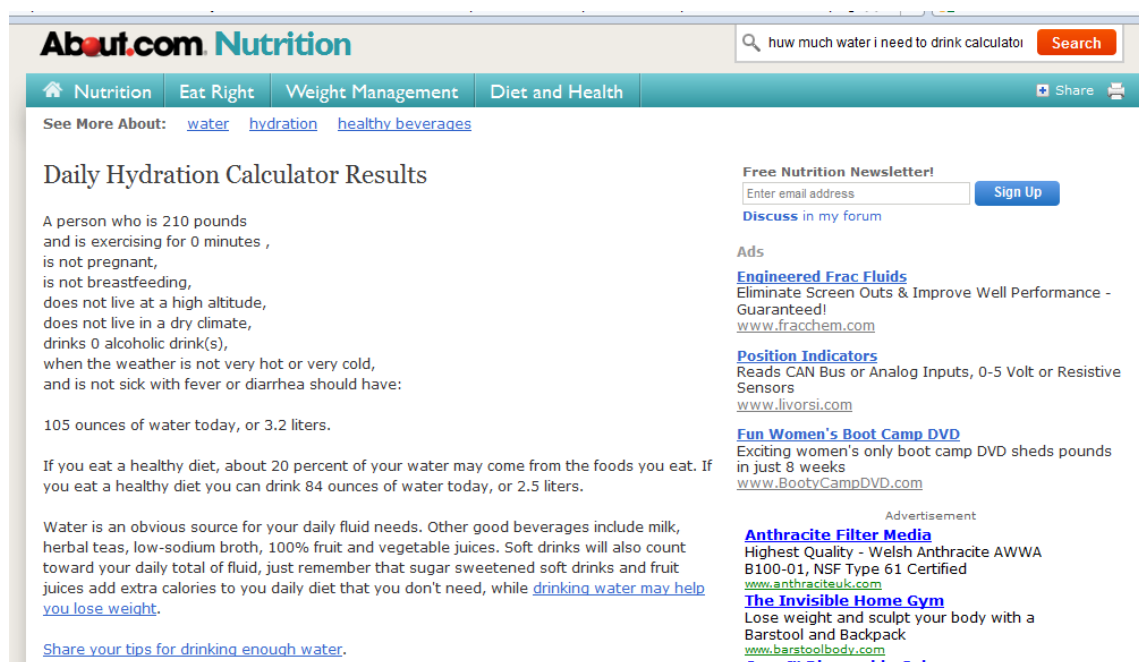 About.com Nutrition
huw much water i need to drink calculator
Search
Nutrition
Eat Right
Weight Management
Diet and Health
Share
See More About: water hydration healthy beverages
Daily Hydration Calculator Results
A person who is 210 pounds
and is exercising for 0 minutes ,
is not pregnant,
is not breastfeeding,
does not live at a high altitude,
does not live in a dry climate,
drinks 0 alcoholic drink(s),
when the weather is not very hot or very cold,
and is not sick with fever or diarrhea should have:
105 ounces of water today, or 3.2 liters.
If you eat a healthy diet, about 20 percent of your water may come from the foods you eat. If
you eat a healthy diet you can drink 84 ounces of water today, or 2.5 liters.
Water is an obvious source for your daily fluid needs. Other good beverages include milk,
herbal teas, low-sodium broth, 100% fruit and vegetable juices. Soft drinks will also count
toward your daily total of fluid, just remember that sugar sweetened soft drinks and fruit
juices add extra calories to you daily diet that you don't need, while drinking water may help
you lose weight.
Share your tips for drinking enough water.
Free Nutrition Newsletter!
Enter email address
Sign Up
Discuss in my forum
Ads
Engineered Frac Fluids
Eliminate Screen Outs & Improve Well Performance -
Guaranteed!
www.fracchem.com
Position Indicators
Reads CAN Bus or Analog Inputs, 0-5 Volt or Resistive
Sensors
www.livorsi.com
Fun Women's Boot Camp DVD
Exciting women's only boot camp DVD sheds pounds
in just 8 weeks
www.BootyCampDVD.com
Advertisement
Anthracite Filter Media
Highest Quality - Welsh Anthracite AWWA
B100-01, NSF Type 61 Certified
www.anthraciteuk.com
The Invisible Home Gym
Lose weight and sculpt your body with a
Barstool and Backpack
www.barstoolbody.com